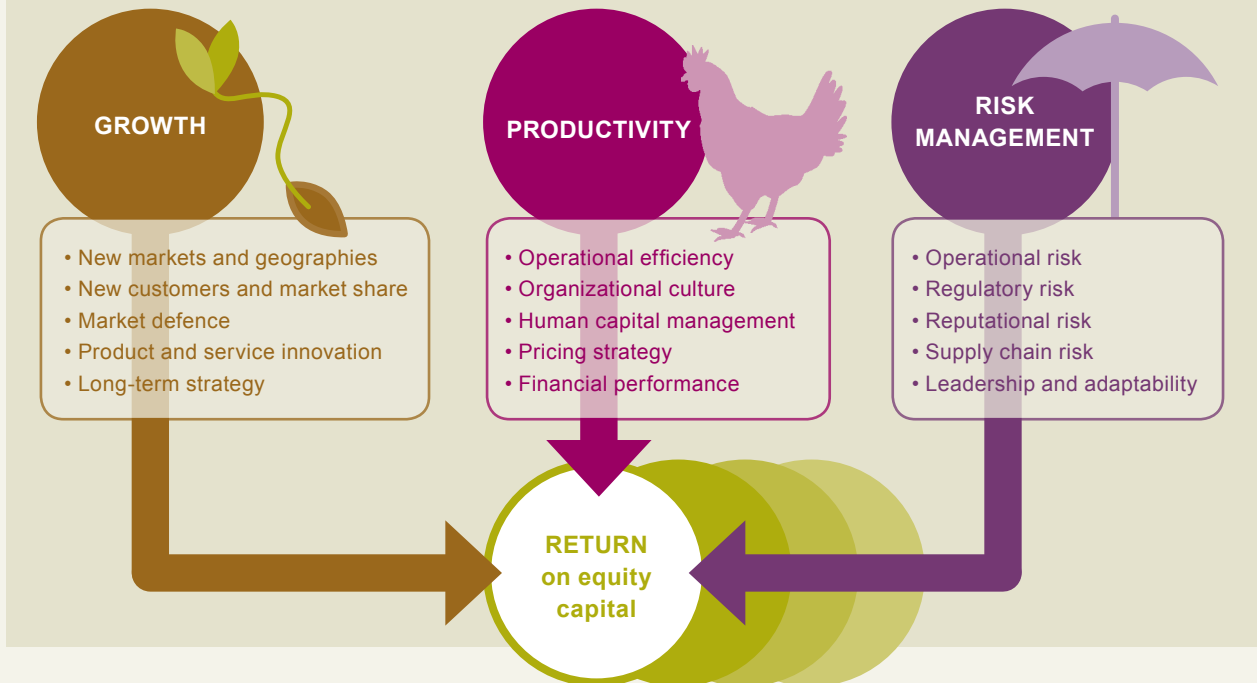 GROWTH
• New markets and geographies
• New customers and market share
• Market defence
• Product and service innovation
• Long-term strategy
PRODUCTIVITY
• Operational efficiency
• Organizational culture
• Human capital management
• Pricing strategy
• Financial performance
RISK
MANAGEMENT
• Operational risk
• Regulatory risk
• Reputational risk
• Supply chain risk
• Leadership and adaptability
RETURN
on equity
capital